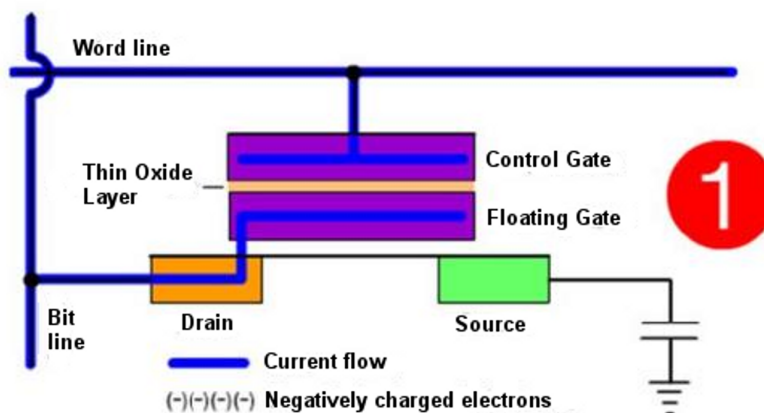 Word line
Thin Oxide
Layer
Control Gate
1
Floating Gate
Bit
line
Drain
Source
Current flow
(-)(-)(-)(-) Negatively charged electrons